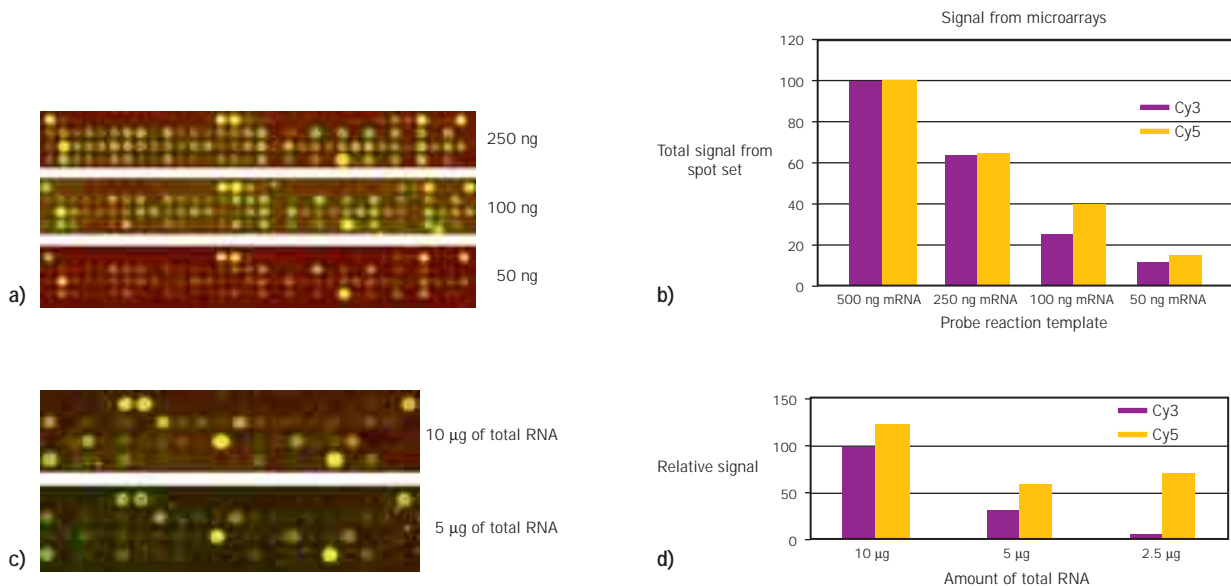 250 ng
100 ng
50 ng
a)
Signal from microarrays
120
100
80
60
40
20
0
Total signal from
spot set
Cy3
Cy5
500 ng mRNA 250 ng mRNA 100 ng mRNA 50 ng mRNA
Probe reaction template
b)
10 µg of total RNA
5 µg of total RNA
c)
150
100
50
0
Relative signal
Cy3
Cy5
10 µg 5 µg 2.5 µg
Amount of total RNA
d)